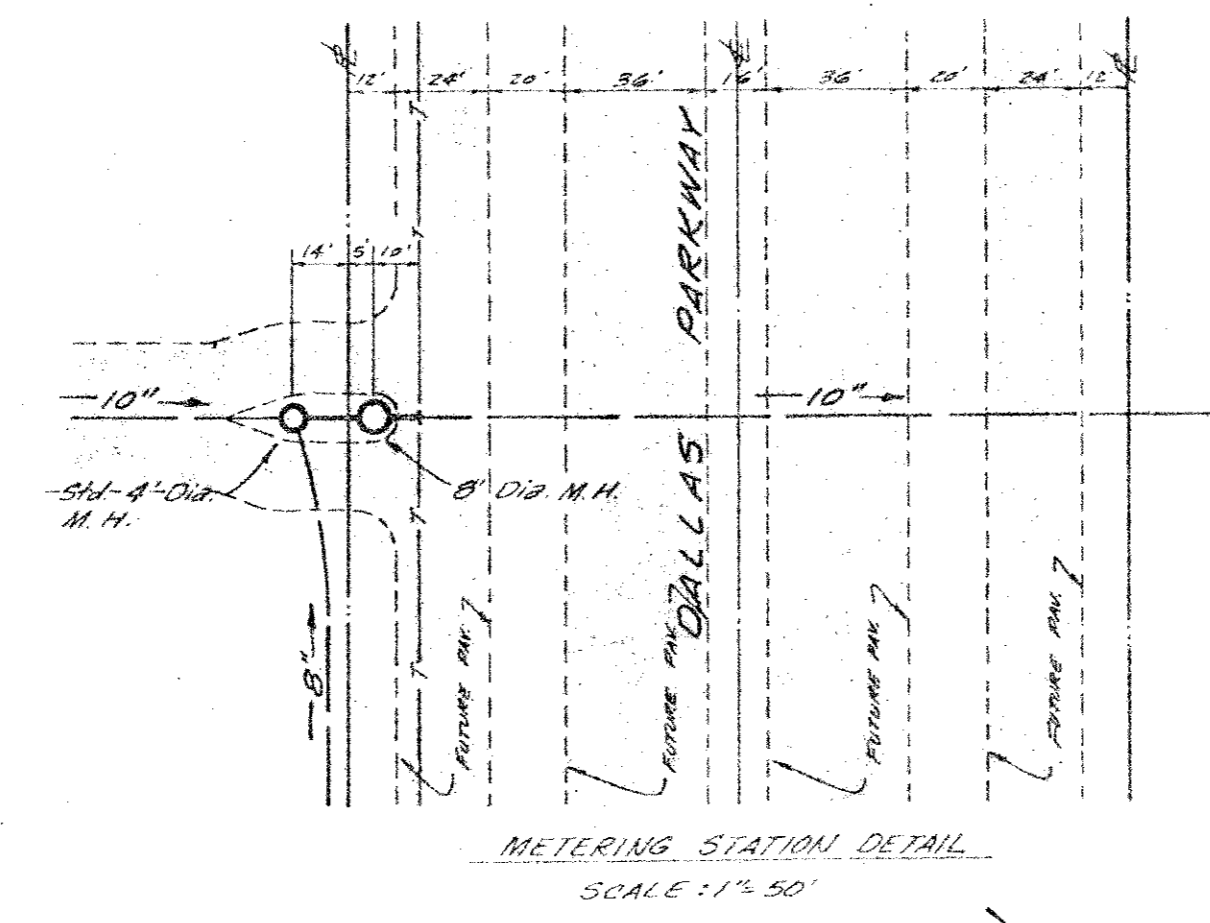 ℄
℄
℄
12' 24' 20' 36' 16' 36' 20' 24' 12'
T
DALLAS PARKWAY
T
14' 5' 10'
10"
10"
Std. 4' Dia.
M.H.
8' Dia. M.H.
T
8"
T
FUTURE PAV.
FUTURE PAV.
FUTURE PAV.
FUTURE PAV.
T
METERING STATION DETAIL
SCALE: 1"= 50'